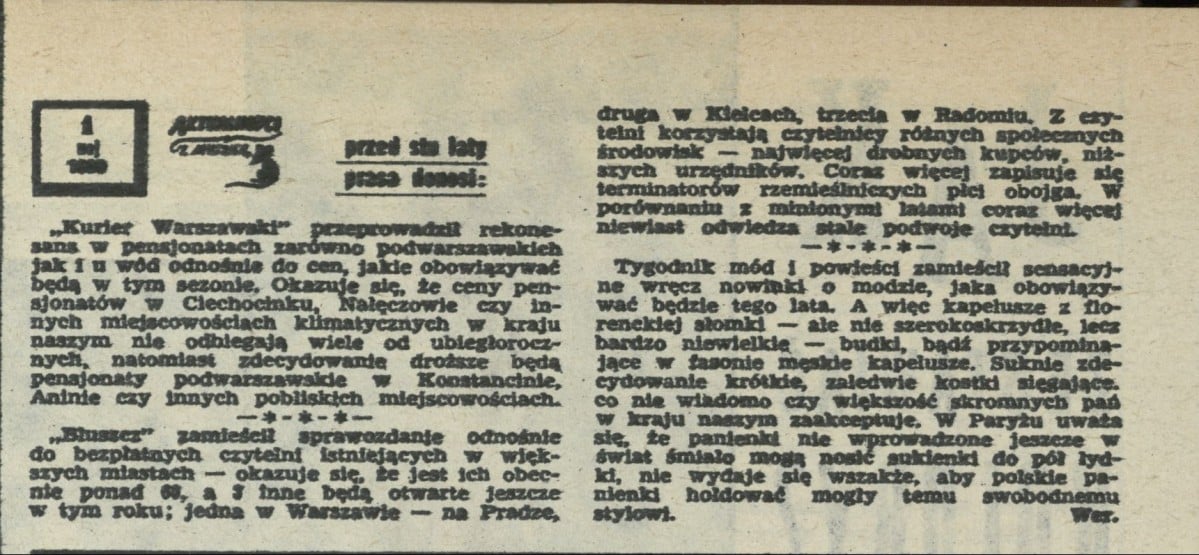 1
maj
AKTUALNOŚCI
przed stu laty
prasa donosi:
„Kurier Warszawski” przeprowadził rekone-
sans w pensjonatach zarówno podwarszawskich
jak i u wód odnośnie do cen, jakie obowiązywać
będą w tym sezonie. Okazuje się, że ceny pen-
sjonatów w Ciechocinku, Nałęczowie czy in-
nych miejscowościach klimatycznych w kraju
naszym nie odbiegają wiele od ubiegłorocz-
nych, natomiast zdecydowanie droższe będą
pensjonaty podwarszawskie w Konstancinie,
Aninie czy innych pobliskich miejscowościach.
—*-*-*—
„Bluszcz” zamieścił sprawozdanie odnośnie
do bezpłatnych czytelni istniejących w więk-
szych miastach — okazuje się, że jest ich obec-
nie ponad 60, a 3 inne będą otwarte jeszcze
w tym roku; jedna w Warszawie — na Pradze,
druga w Kielcach, trzecia w Radomiu. Z czy-
telni korzystają czytelnicy różnych społecznych
środowisk — najwięcej drobnych kupców, niż-
szych urzędników. Coraz więcej zapisuje się
terminatorów rzemieślniczych płci obojga. W
porównaniu z minionymi latami coraz więcej
niewiast odwiedza stale podwoje czytelni.
—*-*-*—
Tygodnik mód i powieści zamieścił sensacyj-
ne wręcz nowinki o modzie, jaka obowiązy-
wać będzie tego lata. A więc kapelusze z flo-
renckiej słomki — ale nie szerokoskrzydłe, lecz
bardzo niewielkie — budki, bądź przypomina-
jące w fasonie męskie kapelusze. Suknie zde-
cydowanie krótkie, zaledwie kostki sięgające,
co nie wiadomo czy większość skromnych pań
w kraju naszym zaakceptuje. W Paryżu uważa
się, że panienki nie wprowadzone jeszcze w
świat śmiało mogą nosić sukienki do pół łyd-
ki, nie wydaje się wszakże, aby polskie pa-
nienki hołdować mogły temu swobodnemu
stylowi. Wer.